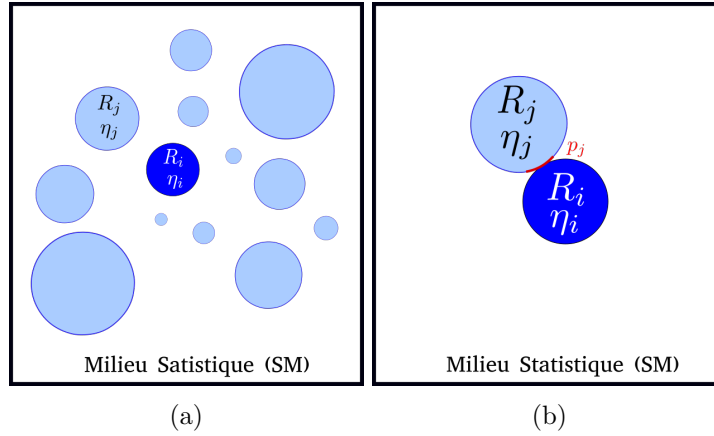 R_j
η_j
R_i
η_i
Milieu Satistique (SM)
(a)
R_j
η_j
p_j
R_i
η_i
Milieu Statistique (SM)
(b)